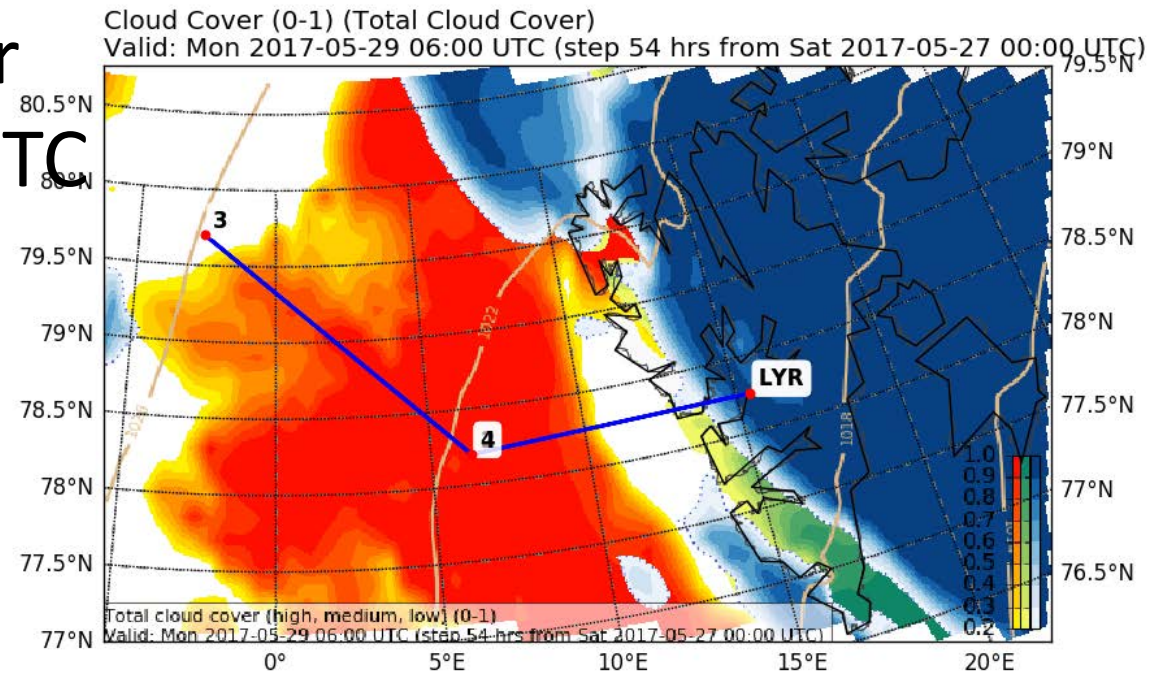 Cloud Cover (0-1) (Total Cloud Cover)
r
Valid: Mon 2017-05-29 06:00 UTC (step 54 hrs from Sat 2017-05-27 00:00 UTC)
79.5°N
80.5°N
TC
79°N
80°N
3
79.5°N
78.5°N
79°N
1022
78°N
LYR
78.5°N
77.5°N
4
1018
1018
1.0
0.9
0.8
0.7
0.6
0.5
0.4
0.3
0.2
78°N
77°N
77.5°N
76.5°N
Total cloud cover (high, medium, low) (0-1)
Valid: Mon 2017-05-29 06:00 UTC (step 54 hrs from Sat 2017-05-27 00:00 UTC)
77°N
0° 5°E 10°E 15°E 20°E